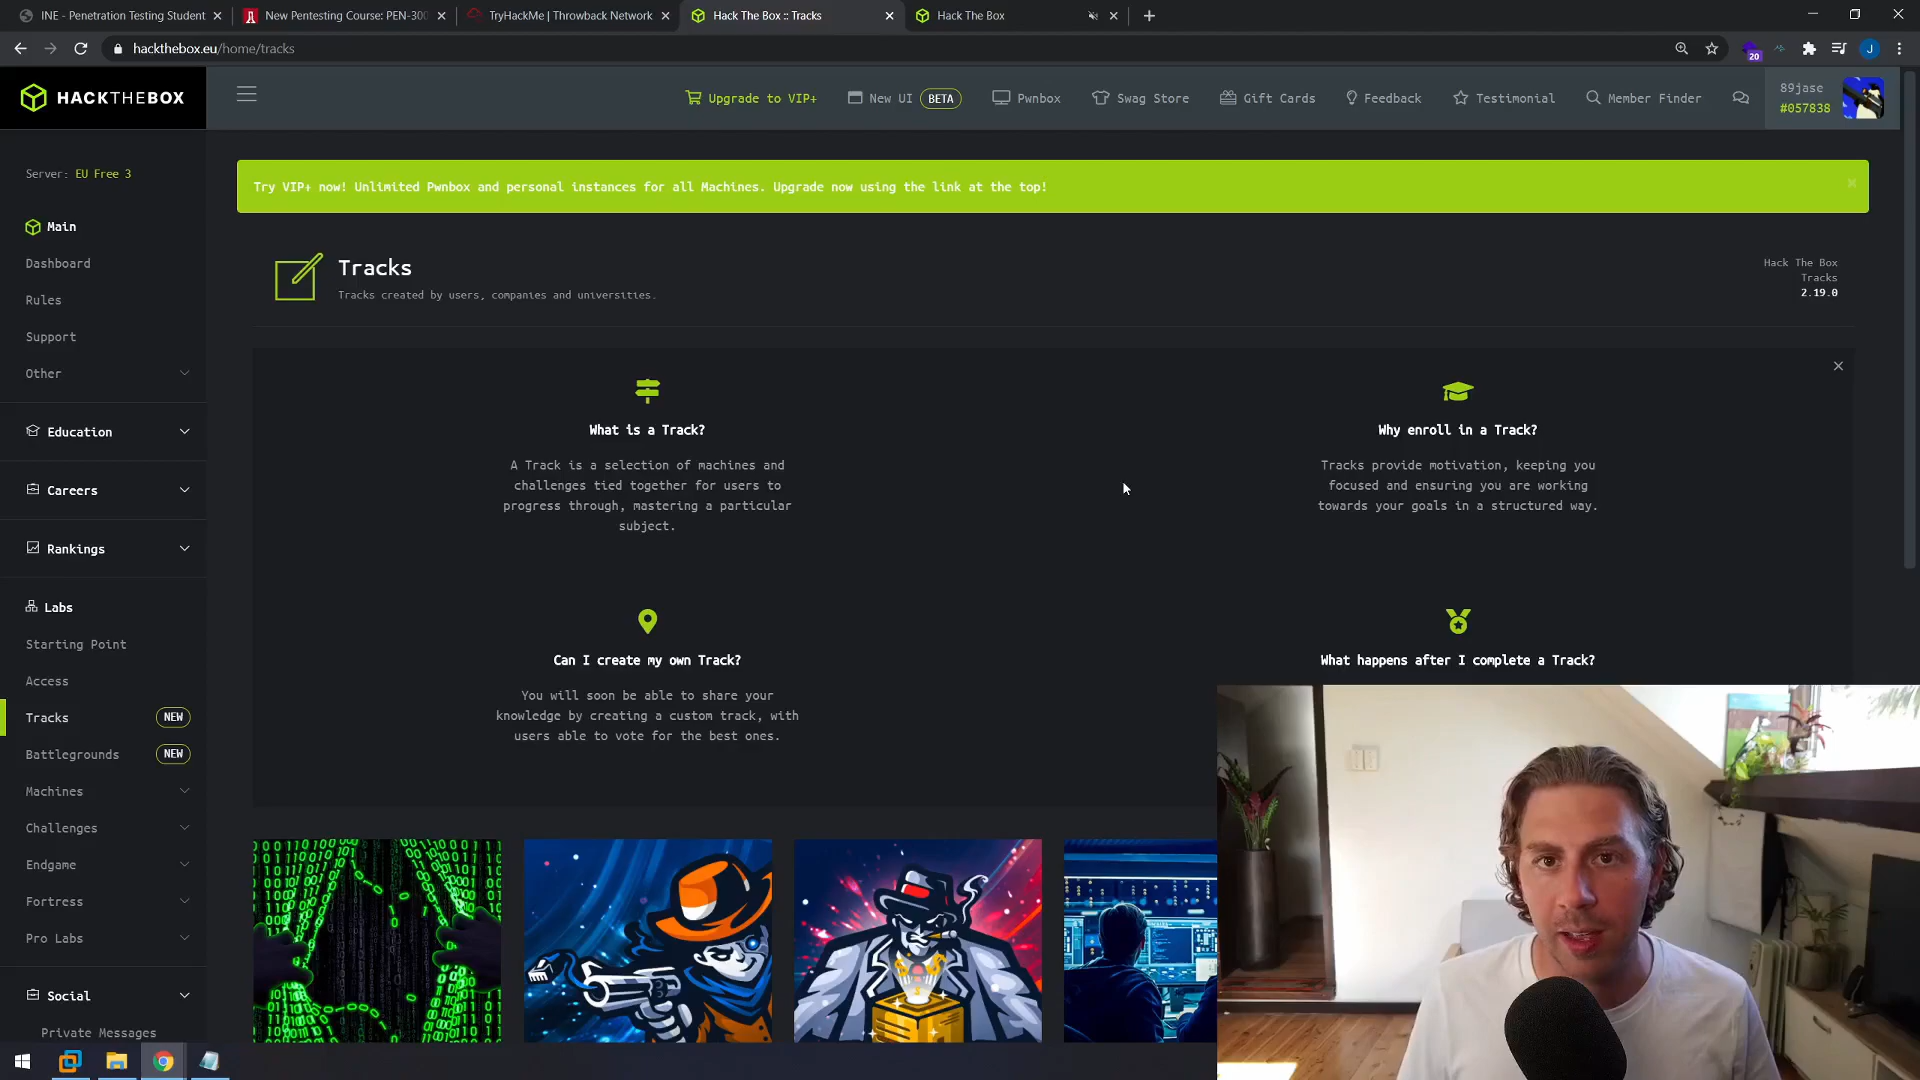 INE - Penetration Testing Student
New Pentesting Course: PEN-300
TryHackMe | Throwback Network
Hack The Box :: Tracks
Hack The Box
hackthebox.eu/home/tracks
20
J
HACKTHEBOX
Upgrade to VIP+
New UI BETA
Pwnbox
Swag Store
Gift Cards
Feedback
Testimonial
Member Finder
89jase
#057838
Server: EU Free 3
Try VIP+ now! Unlimited Pwnbox and personal instances for all Machines. Upgrade now using the link at the top!
Main
Dashboard
Rules
Support
Other
Education
Careers
Rankings
Labs
Starting Point
Access
Tracks NEW
Battlegrounds NEW
Machines
Challenges
Endgame
Fortress
Pro Labs
Social
Private Messages
Tracks
Tracks created by users, companies and universities.
Hack The Box
Tracks
2.19.0
What is a Track?
A Track is a selection of machines and
challenges tied together for users to
progress through, mastering a particular
subject.
Why enroll in a Track?
Tracks provide motivation, keeping you
focused and ensuring you are working
towards your goals in a structured way.
Can I create my own Track?
You will soon be able to share your
knowledge by creating a custom track, with
users able to vote for the best ones.
What happens after I complete a Track?